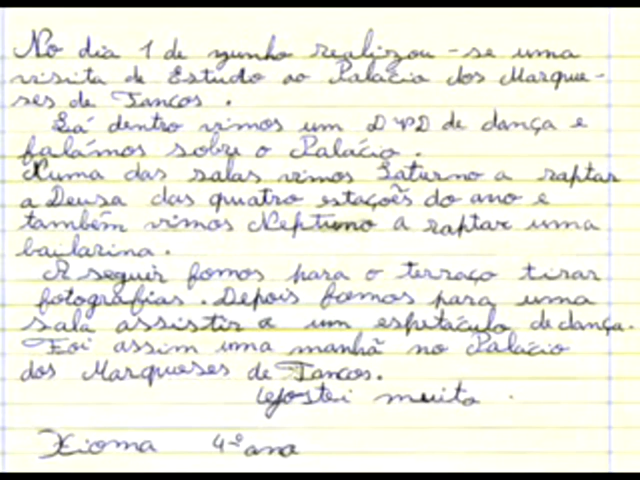 No dia 1 de yunho realizou-se uma
visita de Estudo ao Palácio dos Marque-
ses de Tancos.
Lá dentro vimos um DVD de dança e
falámos sobre o Palácio.
Numa das salas vimos Saturno a raptar
a Deusa das quatro estações do ano e
também vimos Neptuno a raptar uma
bailarina.
A seguir fomos para o terraço tirar
fotografias. Depois fomos para uma
sala assistir a um espetáculo de dança.
Foi assim uma manhã no Palácio
dos Marqueses de Tancos.
Gostei muito.
4º ano